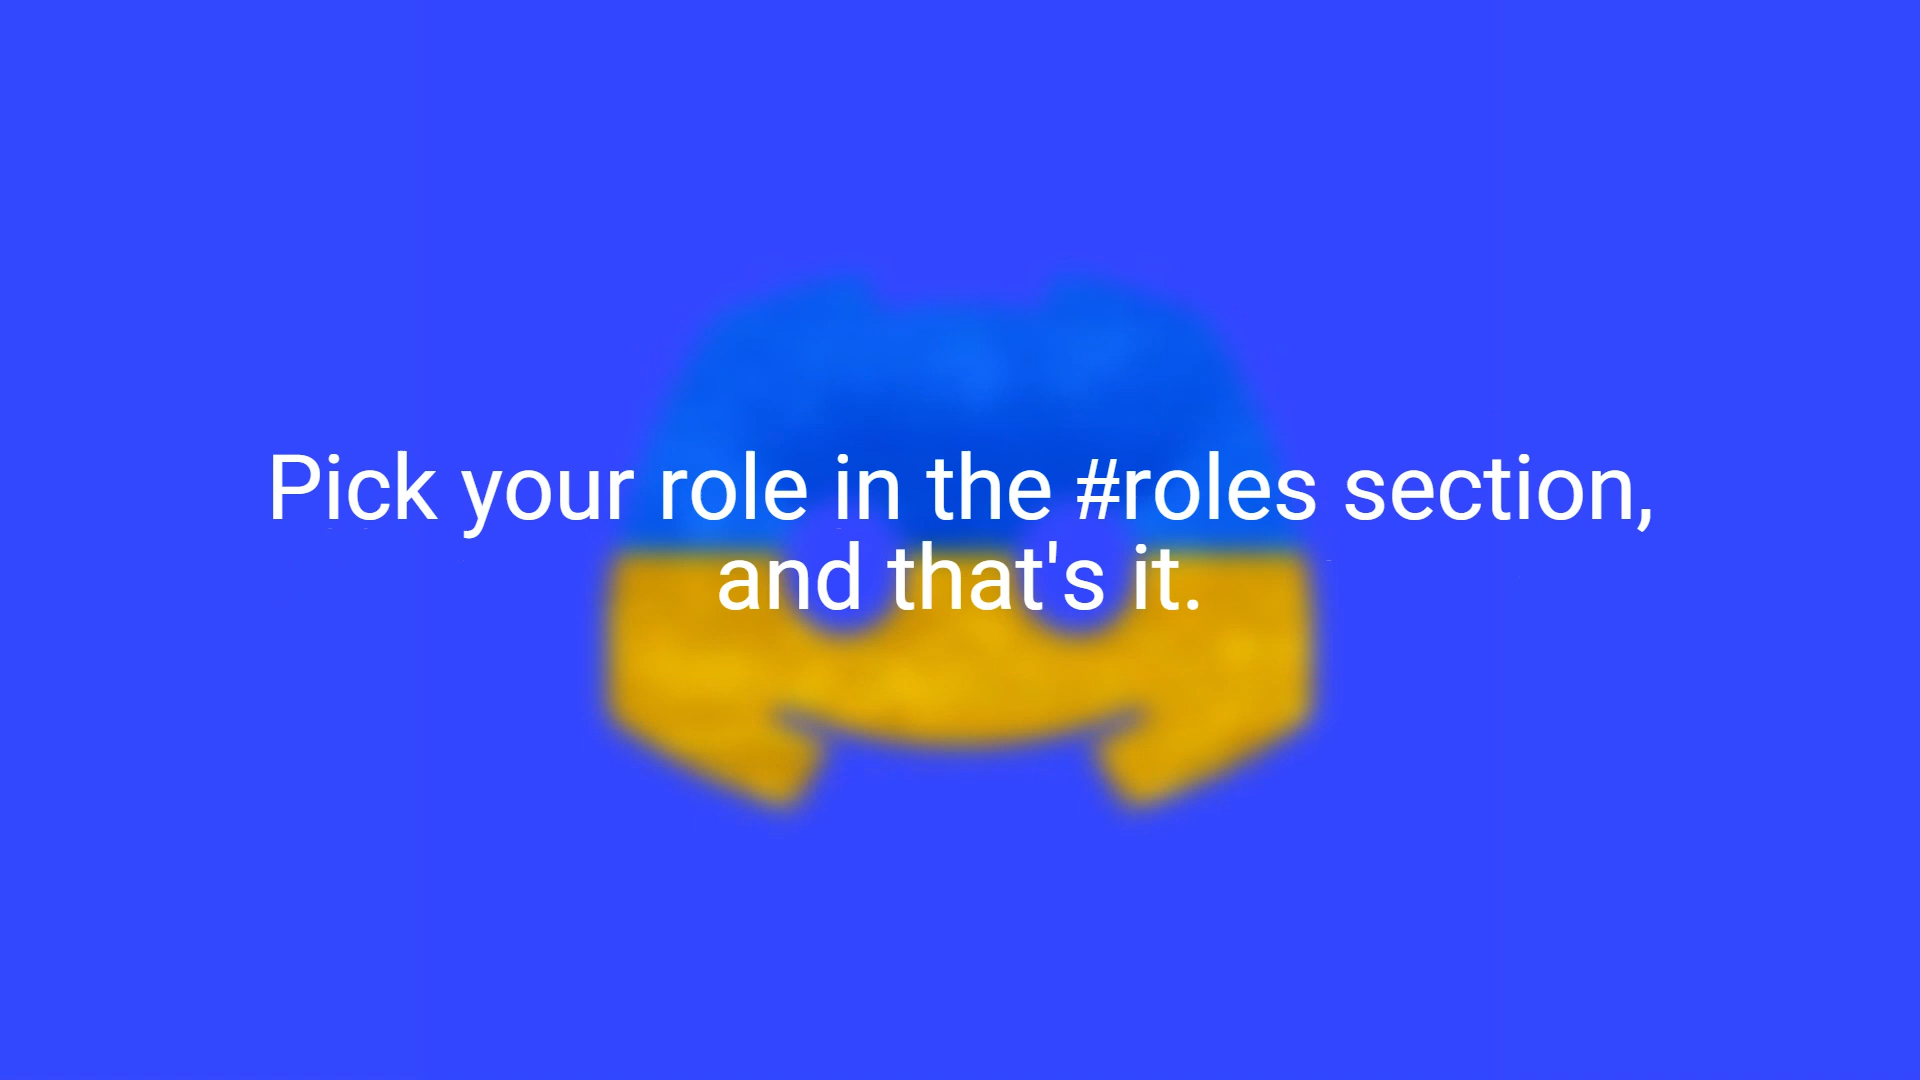 Pick your role in the #roles section,
and that's it.